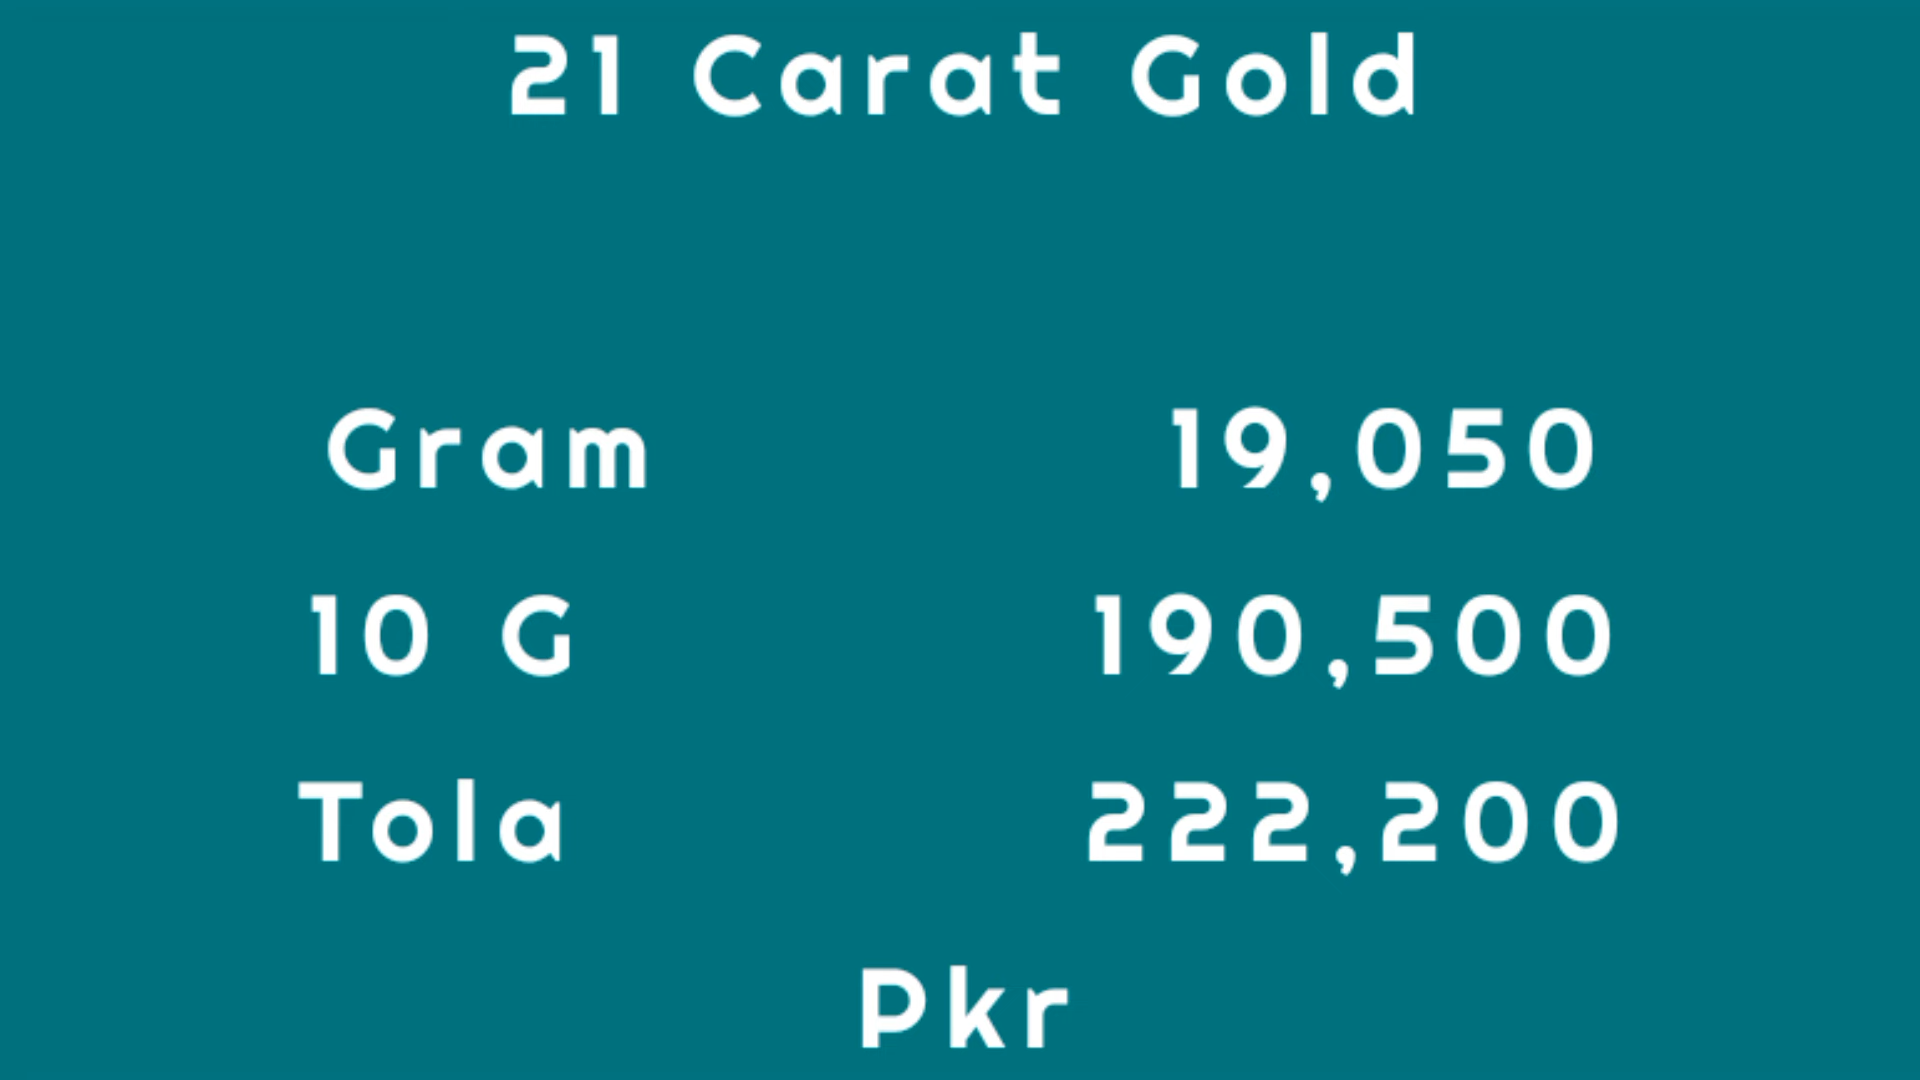 21 Carat Gold
Gram 19,050
10 G 190,500
Tola 222,200
Pkr